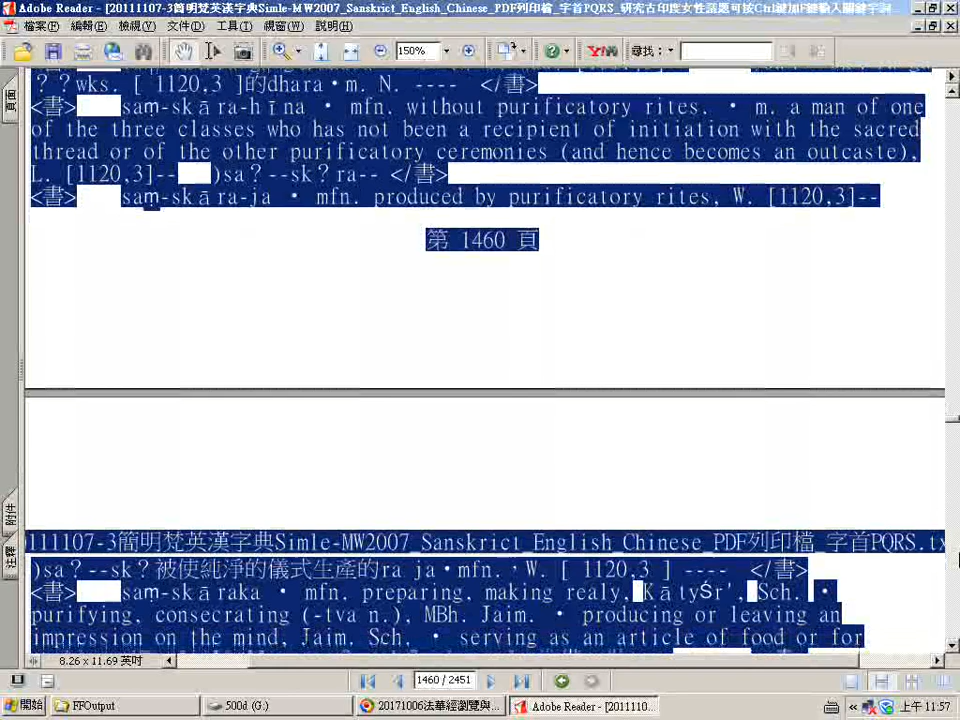 Adobe Reader - [20111107-3簡明梵英漢字典Simle-MW2007_Sanskrict_English_Chinese_PDF列印檔_字首PQRS_研究古印度女性議題可按Ctrl鍵加F鍵輸入關鍵字詞
檔案(F) 編輯(E) 檢視(V) 文件(D) 工具(T) 視窗(W) 說明(H)
150% Y! 尋找:
頁面
？？wks. [ 1120,3 ]的dhara‧m. N. ---- </書>
<書> saṃ-skāra-hīna ‧ mfn. without purificatory rites. ‧ m. a man of one
of the three classes who has not been a recipient of initiation with the sacred
thread or of the other purificatory ceremonies (and hence becomes an outcaste),
L. [1120,3]-- )sa？--sk？ra-- </書>
<書> saṃ-skāra-ja ‧ mfn. produced by purificatory rites, W. [1120,3]--
第 1460 頁
附件
注釋
111107-3簡明梵英漢字典Simle-MW2007_Sanskrict_English_Chinese_PDF列印檔_字首PQRS.tx
)sa？--sk？被使純淨的儀式生產的ra ja‧mfn.，W. [ 1120,3 ] ---- </書>
<書> saṃ-skāraka ‧ mfn. preparing, making realy, KātyŚr', Sch. ‧
purifying, consecrating (-tva n.), MBh. Jaim. ‧ producing or leaving an
impression on the mind, Jaim. Sch, ‧ serving as an article of food or for
8.26 x 11.69 英吋
1460 / 2451
開始 FFOutput 500d (G:) 20171006法華經瀏覽與... Adobe Reader - [2011110... 上午 11:57